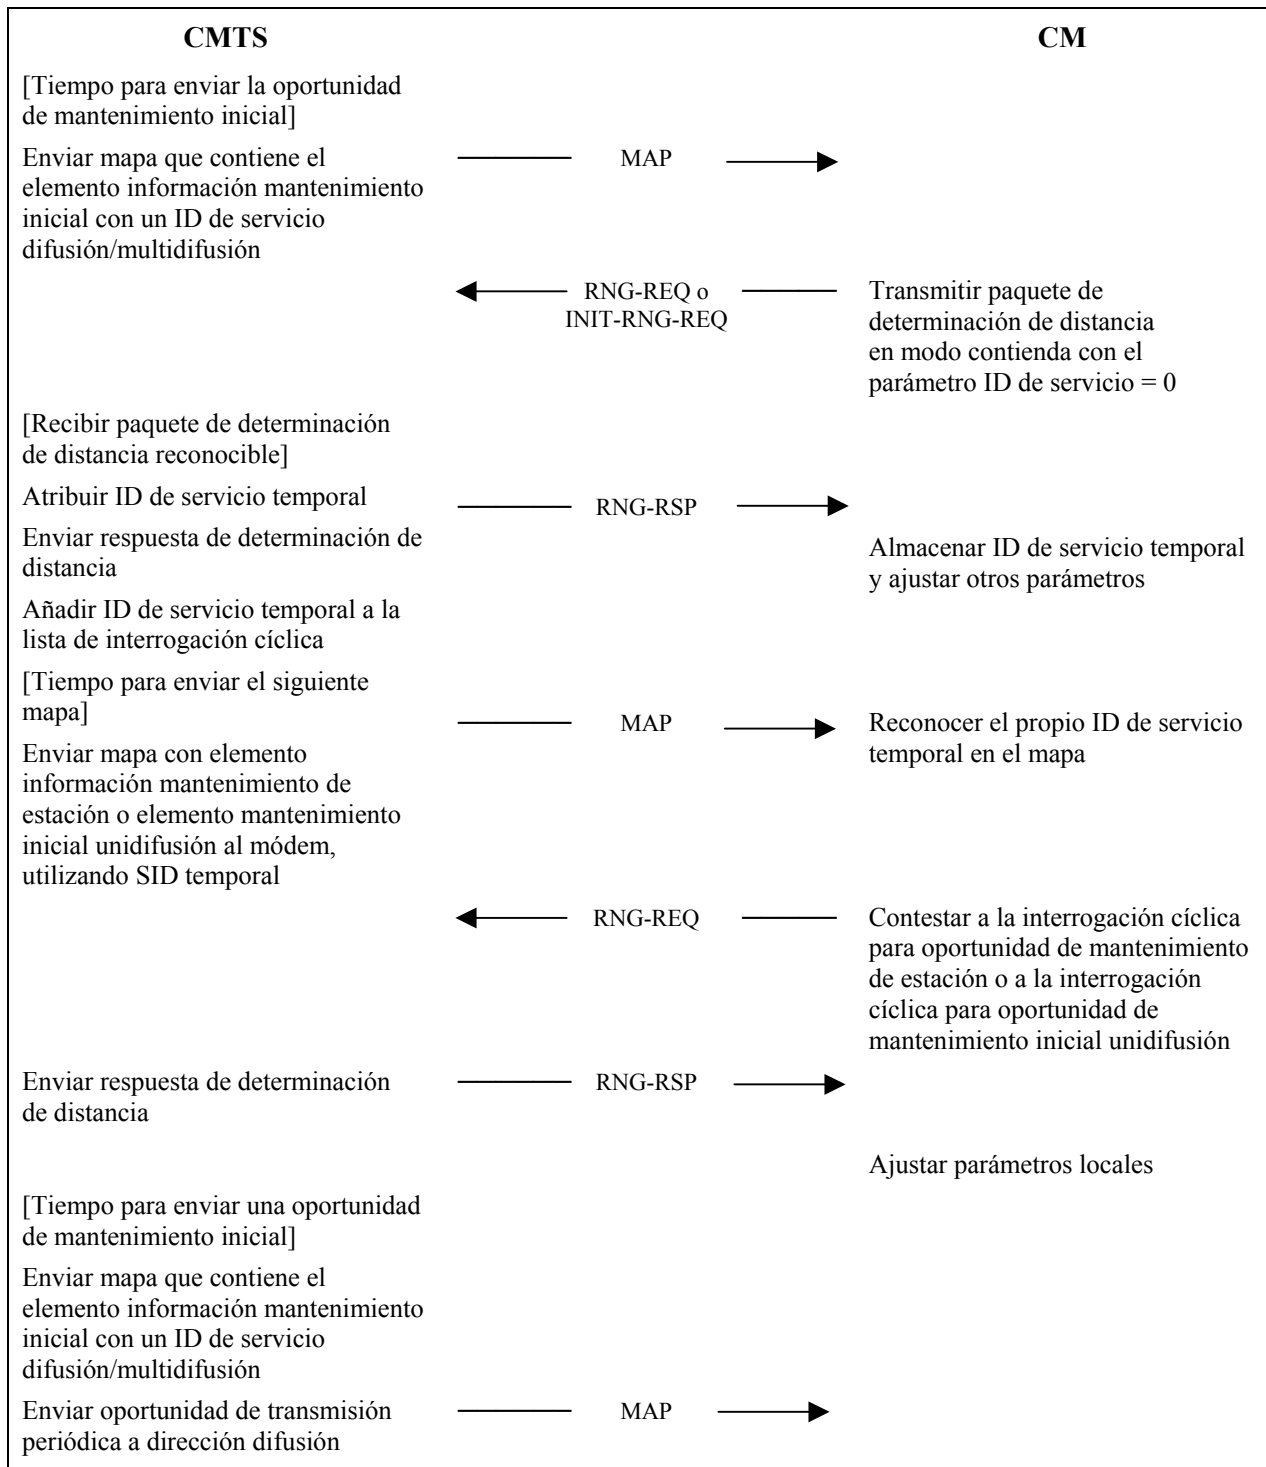 CMTS
CM
[Tiempo para enviar la oportunidad
de mantenimiento inicial]
Enviar mapa que contiene el
elemento información mantenimiento
inicial con un ID de servicio
difusión/multidifusión
MAP
RNG-REQ o
INIT-RNG-REQ
Transmitir paquete de
determinación de distancia
en modo contienda con el
parámetro ID de servicio = 0
[Recibir paquete de determinación
de distancia reconocible]
Atribuir ID de servicio temporal
Enviar respuesta de determinación de
distancia
Añadir ID de servicio temporal a la
lista de interrogación cíclica
RNG-RSP
Almacenar ID de servicio temporal
y ajustar otros parámetros
[Tiempo para enviar el siguiente
mapa]
Enviar mapa con elemento
información mantenimiento de
estación o elemento mantenimiento
inicial unidifusión al módem,
utilizando SID temporal
MAP
Reconocer el propio ID de servicio
temporal en el mapa
RNG-REQ
Contestar a la interrogación cíclica
para oportunidad de mantenimiento
de estación o a la interrogación
cíclica para oportunidad de
mantenimiento inicial unidifusión
Enviar respuesta de determinación
de distancia
RNG-RSP
Ajustar parámetros locales
[Tiempo para enviar una oportunidad
de mantenimiento inicial]
Enviar mapa que contiene el
elemento información mantenimiento
inicial con un ID de servicio
difusión/multidifusión
Enviar oportunidad de transmisión
periódica a dirección difusión
MAP